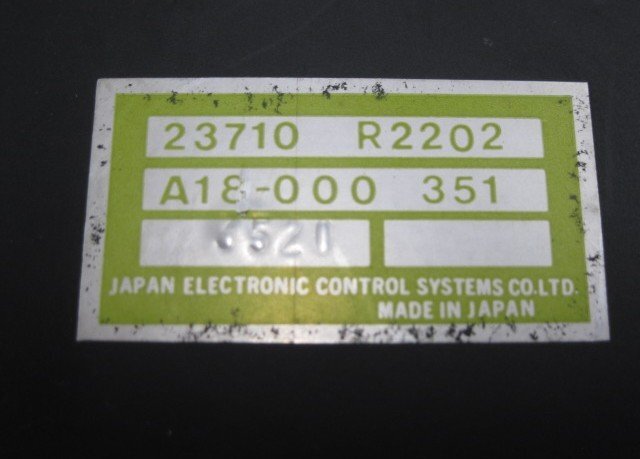 23710 R2202
A18-000 351
JAPAN ELECTRONIC CONTROL SYSTEMS CO.LTD.
MADE IN JAPAN